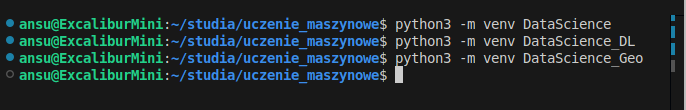 ansu@ExcaliburMini:~/studia/uczenie_maszynowe$ python3 -m venv DataScience
ansu@ExcaliburMini:~/studia/uczenie_maszynowe$ python3 -m venv DataScience_DL
ansu@ExcaliburMini:~/studia/uczenie_maszynowe$ python3 -m venv DataScience_Geo
ansu@ExcaliburMini:~/studia/uczenie_maszynowe$